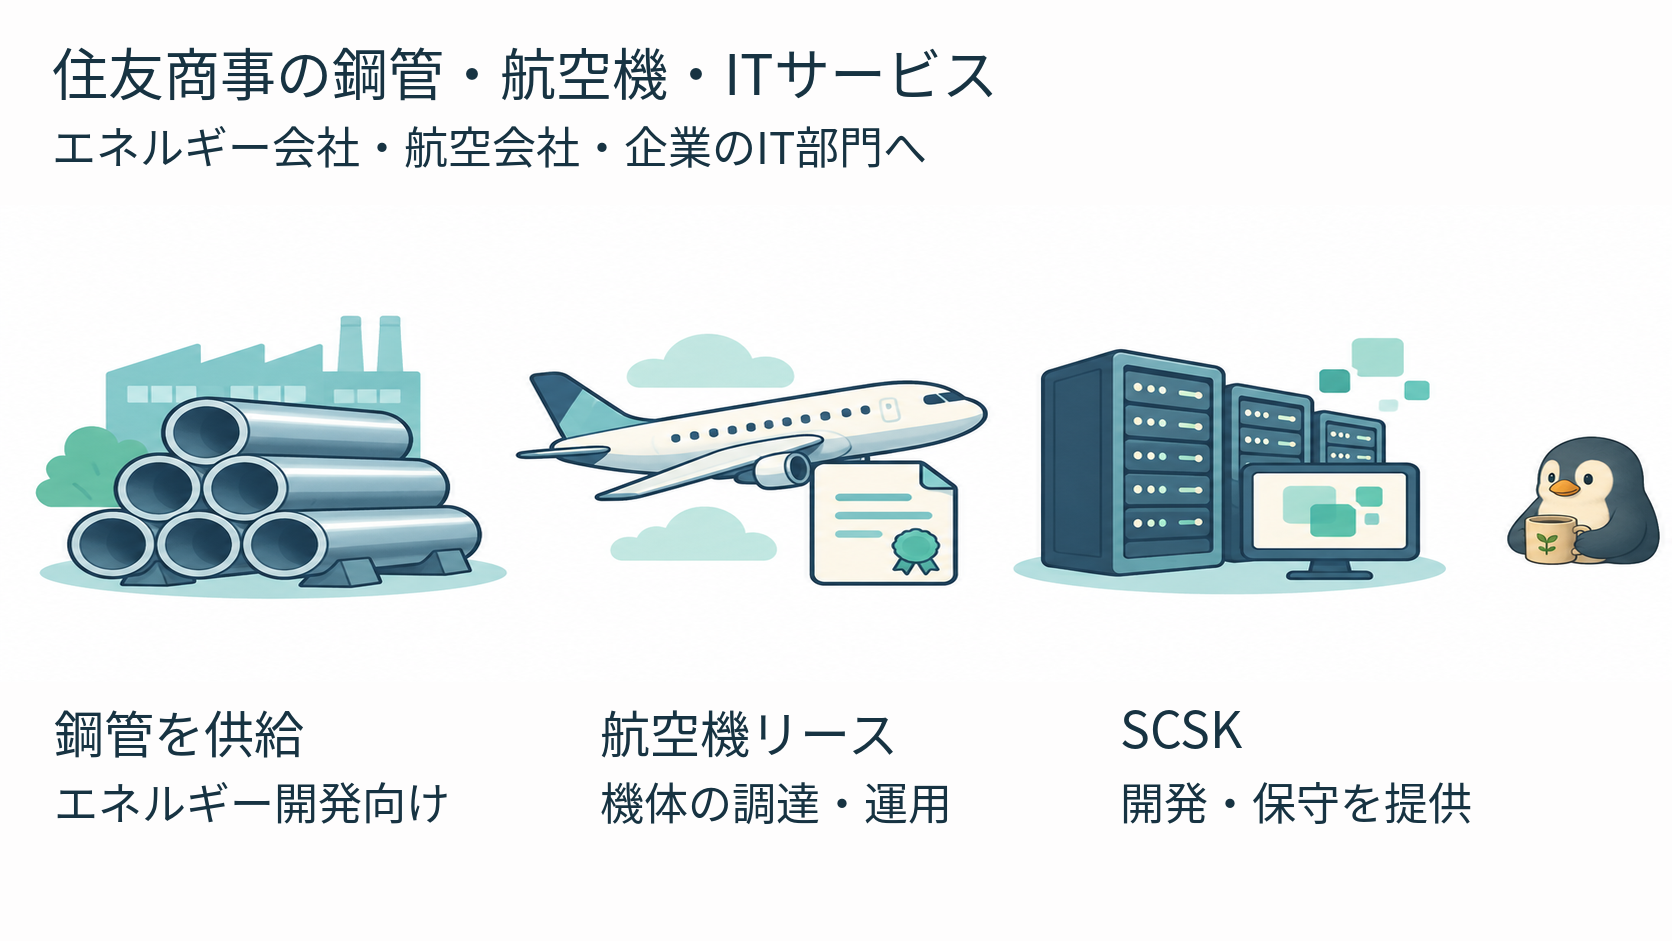 住友商事の鋼管・航空機・ITサービス
エネルギー会社・航空会社・企業のIT部門へ
鋼管を供給
エネルギー開発向け
航空機リース
機体の調達・運用
SCSK
開発・保守を提供